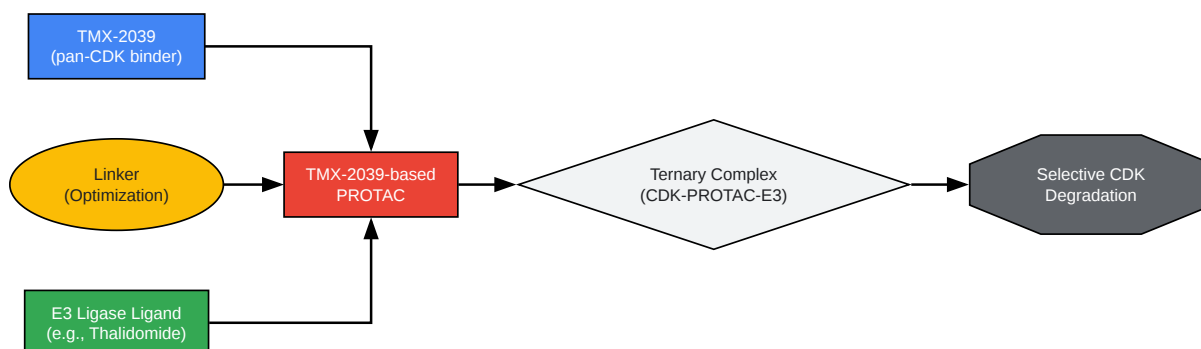 TMX-2039
(pan-CDK binder)
Linker
(Optimization)
TMX-2039-based
PROTAC
Ternary Complex
(CDK-PROTAC-E3)
Selective CDK
Degradation
E3 Ligase Ligand
(e.g., Thalidomide)